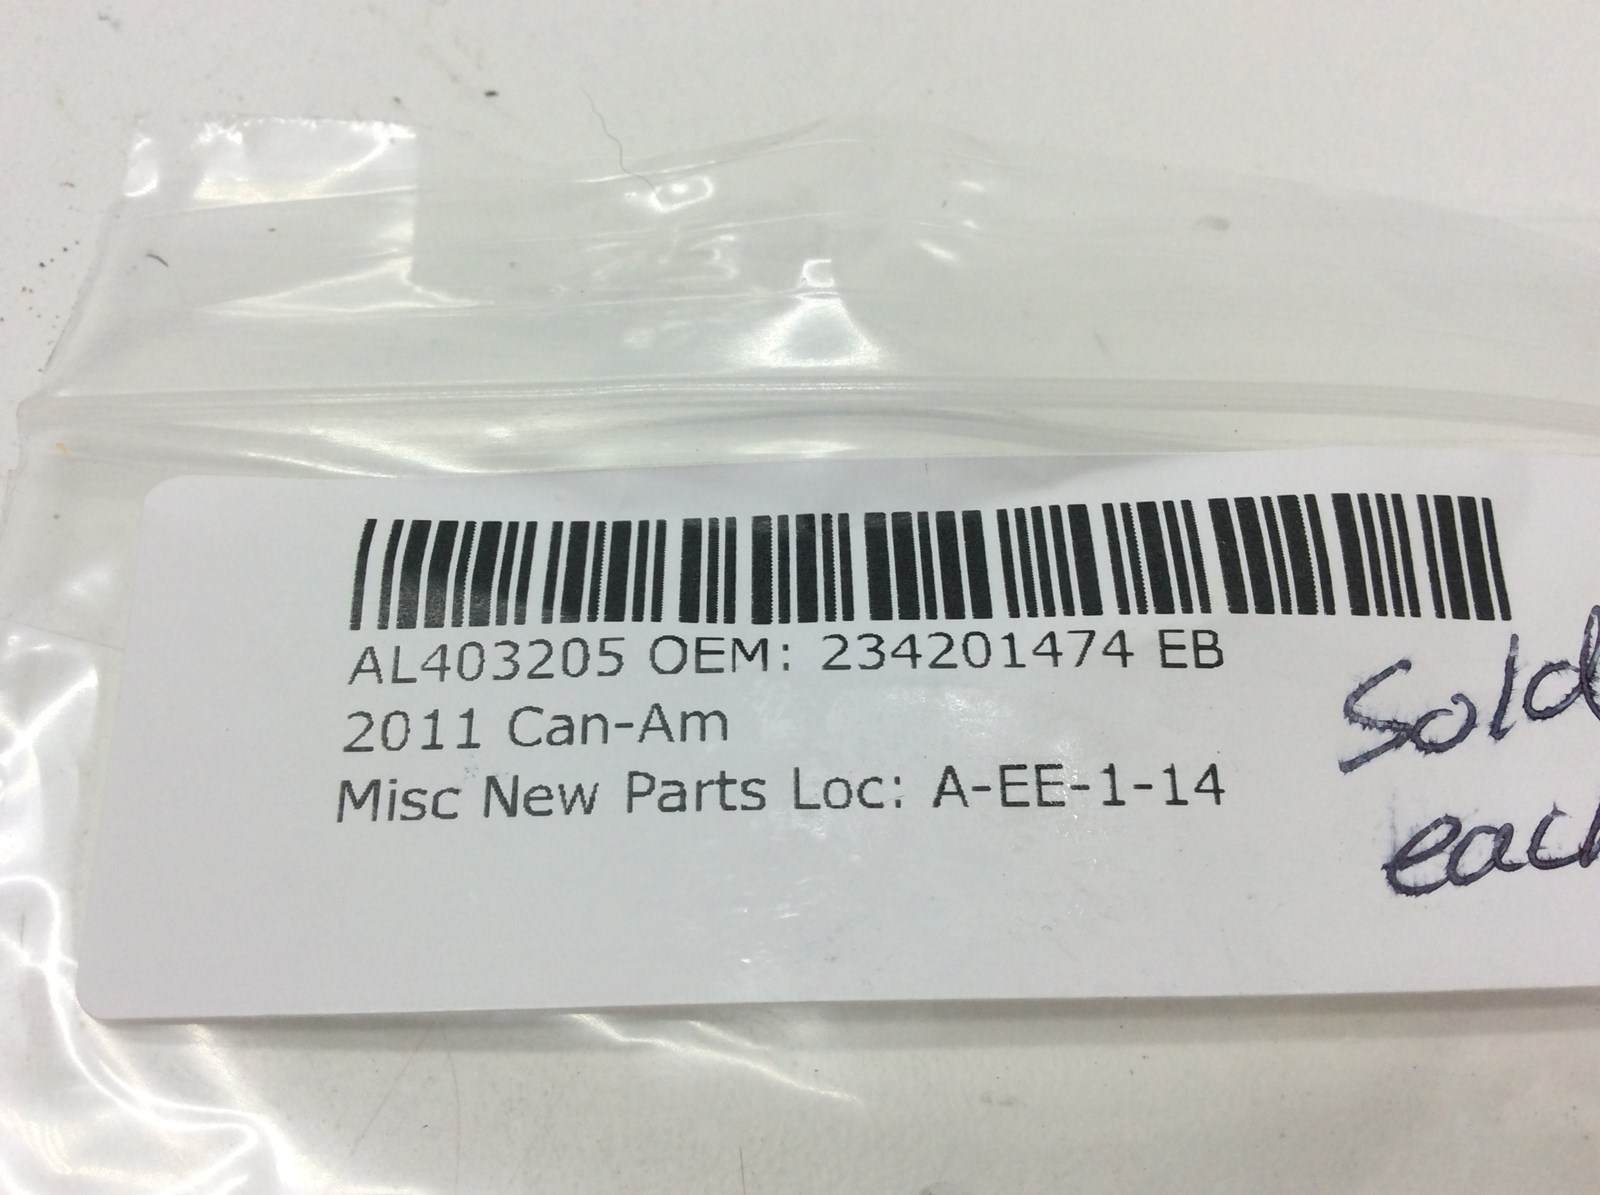 AL403205 OEM: 234201474 EB
2011 Can-Am
Misc New Parts Loc: A-EE-1-14
Sold
each